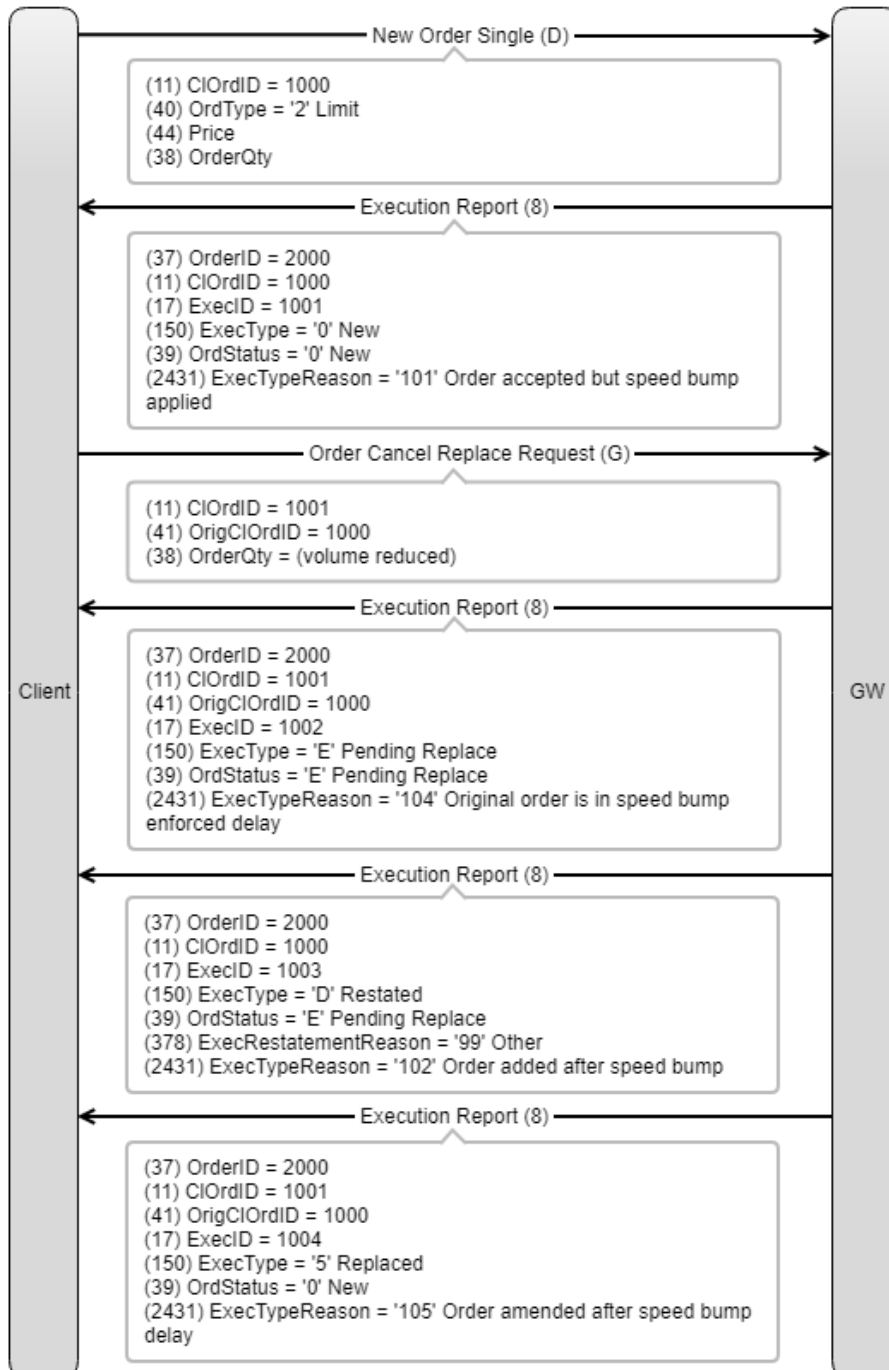 New Order Single (D)
(11) ClOrdID = 1000
(40) OrdType = '2' Limit
(44) Price
(38) OrderQty
Execution Report (8)
(37) OrderID = 2000
(11) ClOrdID = 1000
(17) ExecID = 1001
(150) ExecType = '0' New
(39) OrdStatus = '0' New
(2431) ExecTypeReason = '101' Order accepted but speed bump
applied
Order Cancel Replace Request (G)
(11) ClOrdID = 1001
(41) OrigClOrdID = 1000
(38) OrderQty = (volume reduced)
Execution Report (8)
(37) OrderID = 2000
(11) ClOrdID = 1001
(41) OrigClOrdID = 1000
(17) ExecID = 1002
(150) ExecType = 'E' Pending Replace
(39) OrdStatus = 'E' Pending Replace
(2431) ExecTypeReason = '104' Original order is in speed bump
enforced delay
Client
GW
Execution Report (8)
(37) OrderID = 2000
(11) ClOrdID = 1000
(17) ExecID = 1003
(150) ExecType = 'D' Restated
(39) OrdStatus = 'E' Pending Replace
(378) ExecRestatementReason = '99' Other
(2431) ExecTypeReason = '102' Order added after speed bump
Execution Report (8)
(37) OrderID = 2000
(11) ClOrdID = 1001
(41) OrigClOrdID = 1000
(17) ExecID = 1004
(150) ExecType = '5' Replaced
(39) OrdStatus = '0' New
(2431) ExecTypeReason = '105' Order amended after speed bump
delay